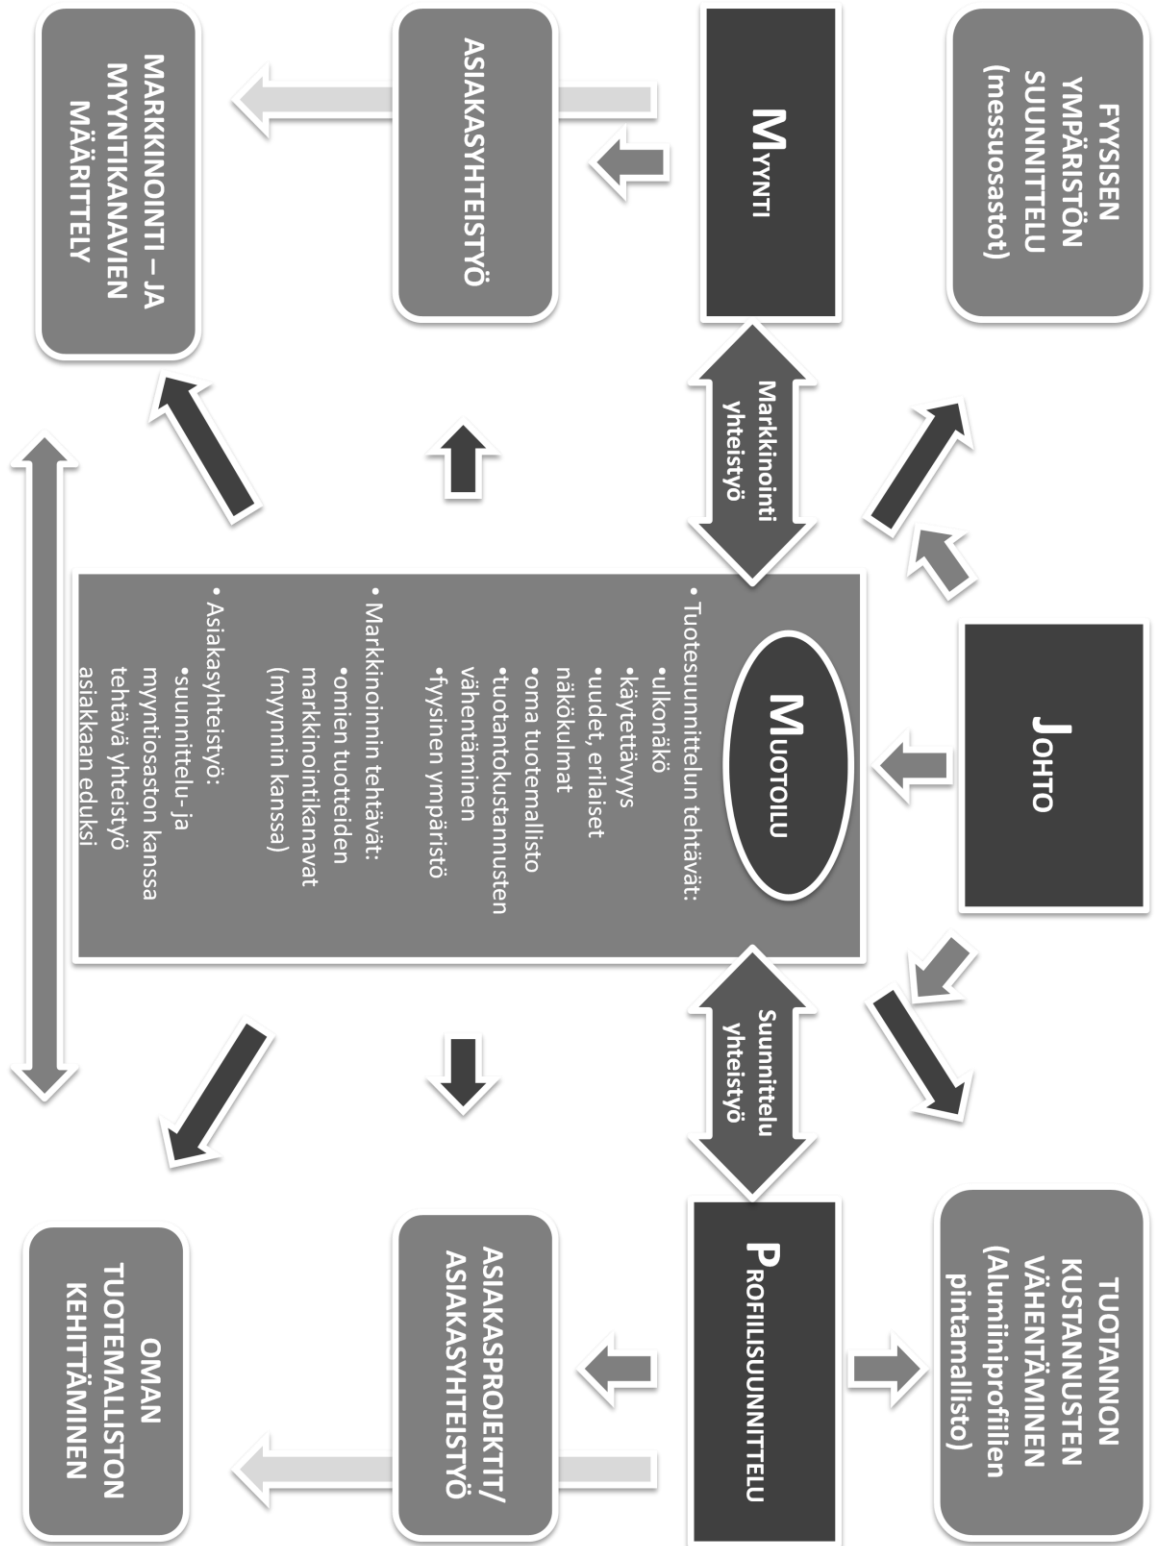 FYYSISEN
YMPÄRISTÖN
SUUNNITTELU
(messuosastot)
JOHTO
TUOTANNON
KUSTANNUSTEN
VÄHENTÄMINEN
(Alumiiniprofiilien
pintamallisto)
MYYNTI
Markkinointi
yhteistyö
MUOTOILU
Suunnittelu
yhteistyö
PROFIILISUUNNITTELU
• Tuotesuunnittelun tehtävät:
•ulkonäkö
•käytettävyys
•uudet, erilaiset
näkökulmat
•oma tuotemallisto
•tuotantokustannusten
vähentäminen
•fyysinen ympäristö
• Markkinoinnin tehtävät:
•omien tuotteiden
markkinointikanavat
(myynnin kanssa)
• Asiakasyhteistyö:
•suunnittelu- ja
myyntiosaston kanssa
tehtävä yhteistyö
asiakkaan eduksi
ASIAKASYHTEISTYÖ
ASIAKASPROJEKTIT/
ASIAKASYHTEISTYÖ
MARKKINOINTI – JA
MYYNTIKANAVIEN
MÄÄRITTELY
OMAN
TUOTEMALLISTON
KEHITTÄMINEN